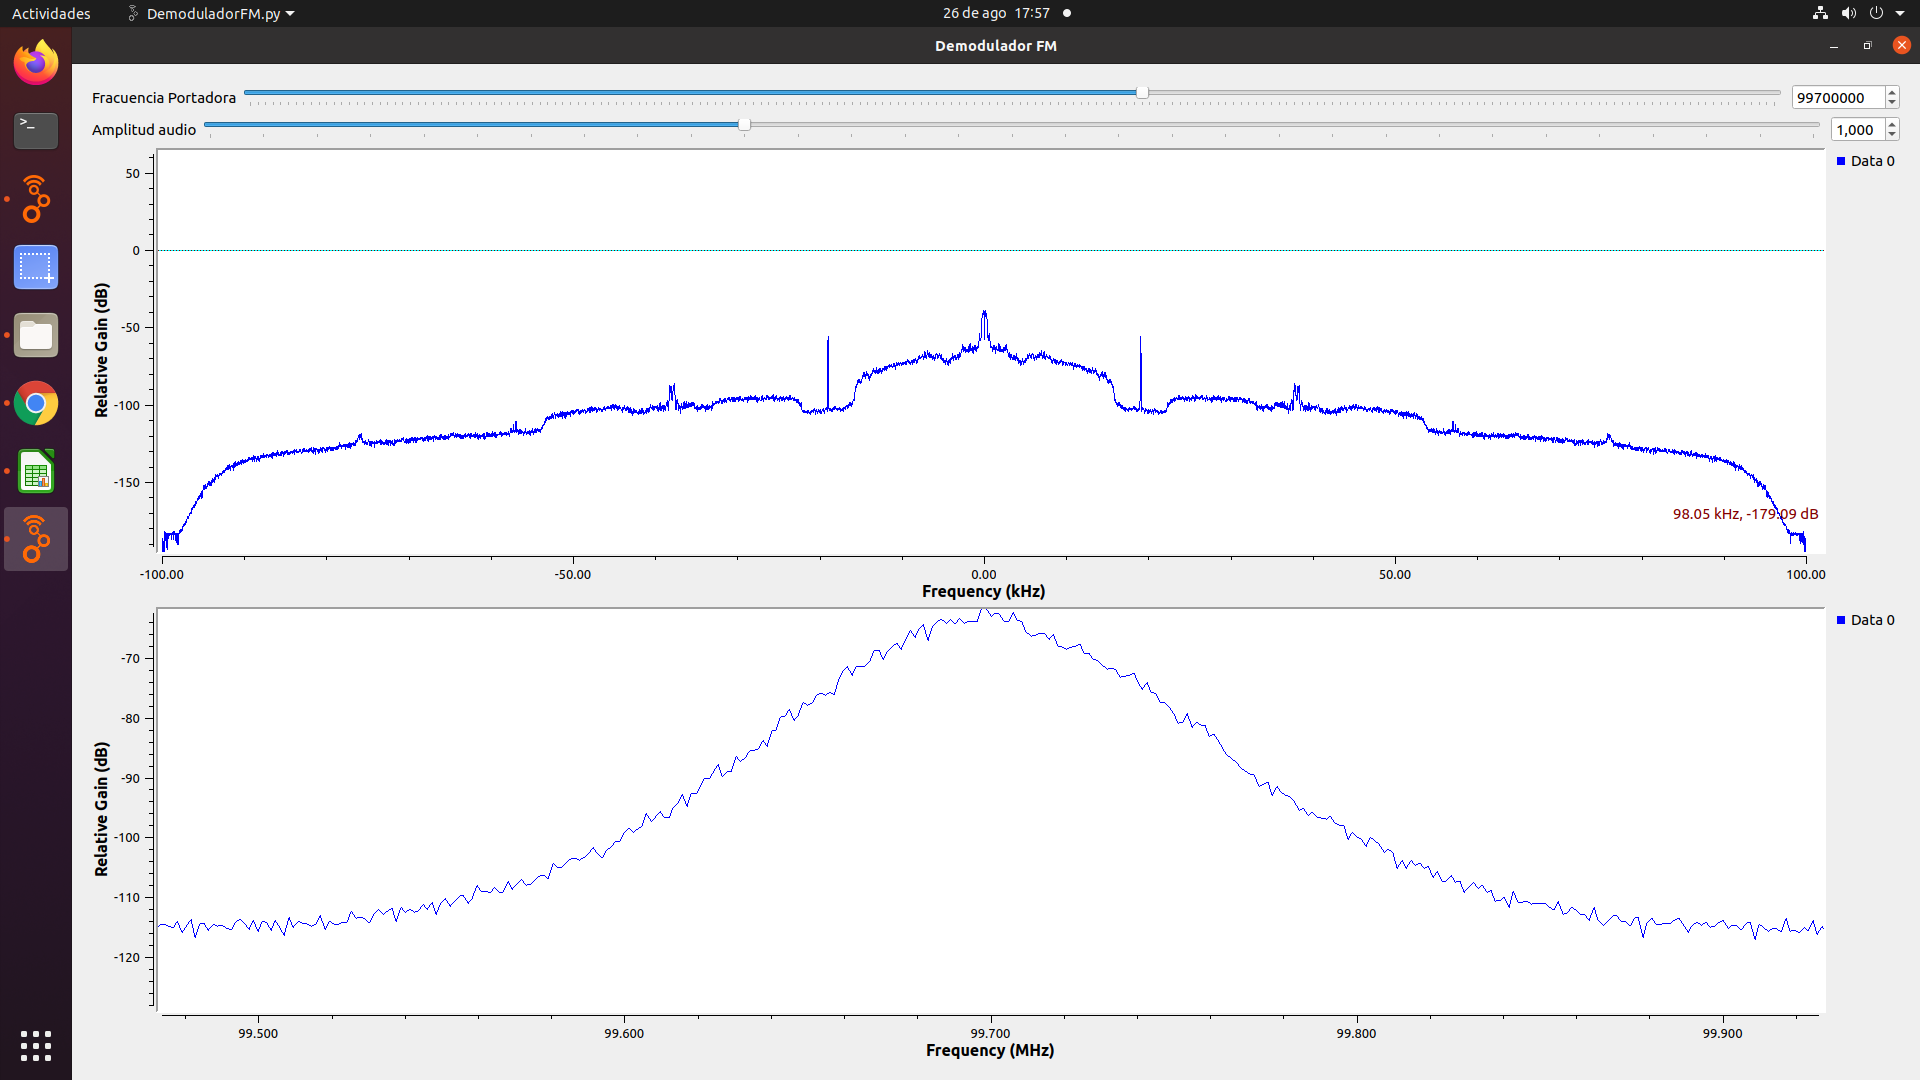 Actividades DemoduladorFM.py 26 de ago 17:57
Demodulador FM
Fracuencia Portadora 99700000
Amplitud audio 1,000
Data 0
50
0
-50
-100
-150
Relative Gain (dB)
98.05 kHz, -179.09 dB
-100.00 -50.00 0.00 50.00 100.00
Frequency (kHz)
Data 0
-70
-80
-90
-100
-110
-120
Relative Gain (dB)
99.500 99.600 99.700 99.800 99.900
Frequency (MHz)